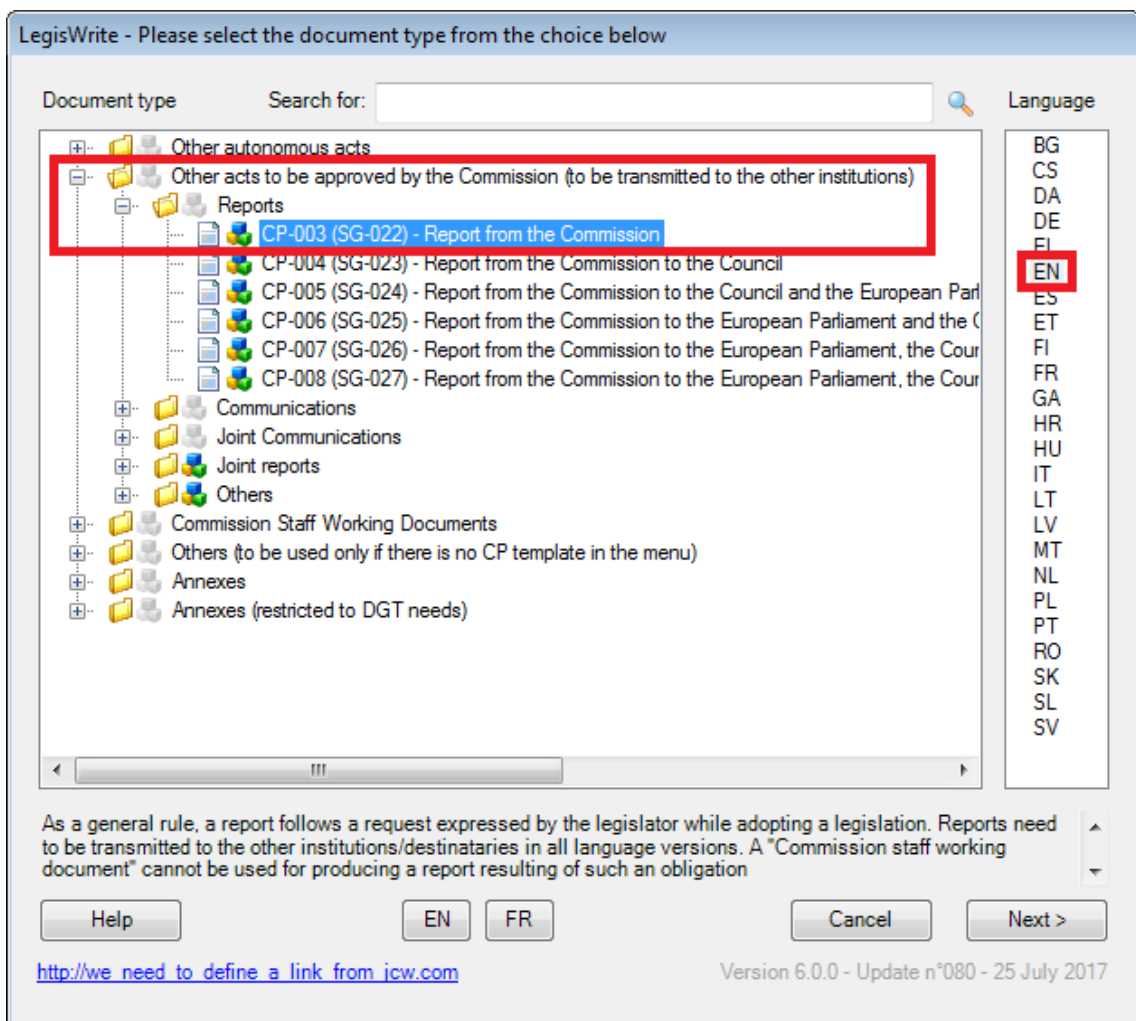 LegisWrite - Please select the document type from the choice below
Document type Search for: Language
Other autonomous acts
Other acts to be approved by the Commission (to be transmitted to the other institutions)
Reports
CP-003 (SG-022) - Report from the Commission
CP-004 (SG-023) - Report from the Commission to the Council
CP-005 (SG-024) - Report from the Commission to the Council and the European Parl
CP-006 (SG-025) - Report from the Commission to the European Parliament and the (
CP-007 (SG-026) - Report from the Commission to the European Parliament, the Cour
CP-008 (SG-027) - Report from the Commission to the European Parliament, the Cour
Communications
Joint Communications
Joint reports
Others
Commission Staff Working Documents
Others (to be used only if there is no CP template in the menu)
Annexes
Annexes (restricted to DGT needs)
BG
CS
DA
DE
EL
EN
ES
ET
FI
FR
GA
HR
HU
IT
LT
LV
MT
NL
PL
PT
RO
SK
SL
SV
As a general rule, a report follows a request expressed by the legislator while adopting a legislation. Reports need
to be transmitted to the other institutions/destinataries in all language versions. A "Commission staff working
document" cannot be used for producing a report resulting of such an obligation
Help EN FR Cancel Next >
http://we_need_to_define_a_link_from_jcw.com Version 6.0.0 - Update n°080 - 25 July 2017